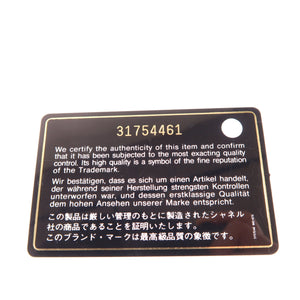 31754461
We certify the authenticity of this item and confirm
that it has been subjected to the most exacting quality
control. Its high quality is a symbol of the fine reputation
of the Trademark.
Wir bestätigen, dass es sich um einen Artikel handelt,
der während seiner Herstellung strengsten Kontrollen
unterworfen war, und dessen erstklassige Qualität
dem hohen Ansehen unserer Marke entspricht.
この製品は厳しい管理のもとに製造されたシャネル
社の商品であることを証明いたします。
このブランド・マークは最高級品質の象徴です。